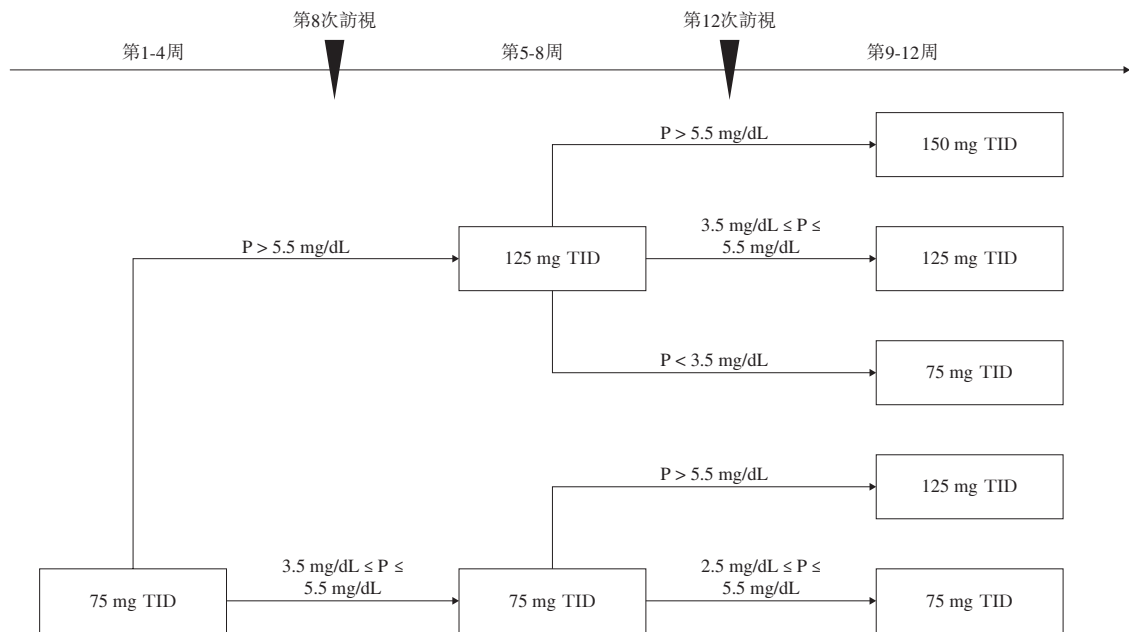 第8次訪視
第12次訪視
第1-4周
第5-8周
第9-12周
P > 5.5 mg/dL
150 mg TID
P > 5.5 mg/dL
125 mg TID
3.5 mg/dL ≤ P ≤
5.5 mg/dL
125 mg TID
P < 3.5 mg/dL
75 mg TID
P > 5.5 mg/dL
125 mg TID
75 mg TID
3.5 mg/dL ≤ P ≤
5.5 mg/dL
75 mg TID
2.5 mg/dL ≤ P ≤
5.5 mg/dL
75 mg TID